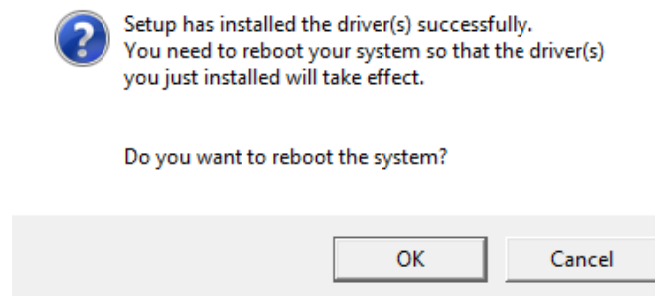 Setup has installed the driver(s) successfully.
You need to reboot your system so that the driver(s)
you just installed will take effect.
Do you want to reboot the system?
OK
Cancel